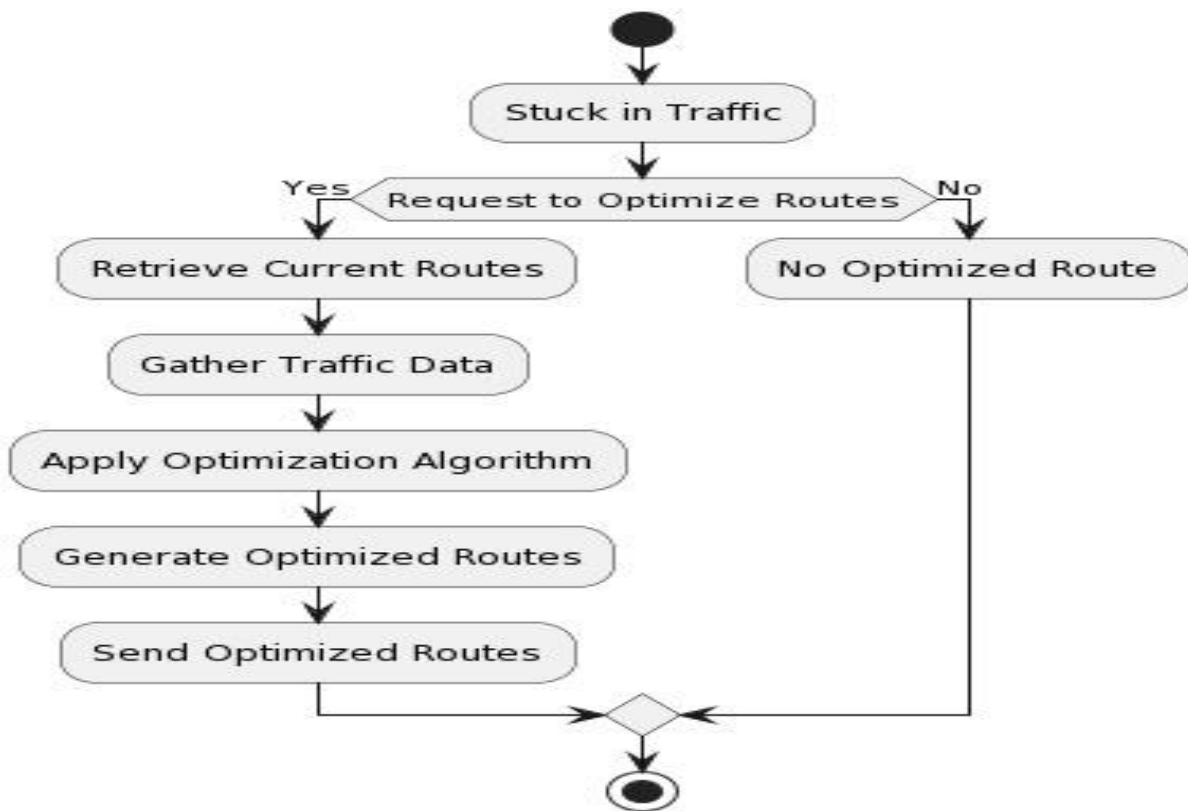 Stuck in Traffic
Yes
Request to Optimize Routes
No
Retrieve Current Routes
No Optimized Route
Gather Traffic Data
Apply Optimization Algorithm
Generate Optimized Routes
Send Optimized Routes